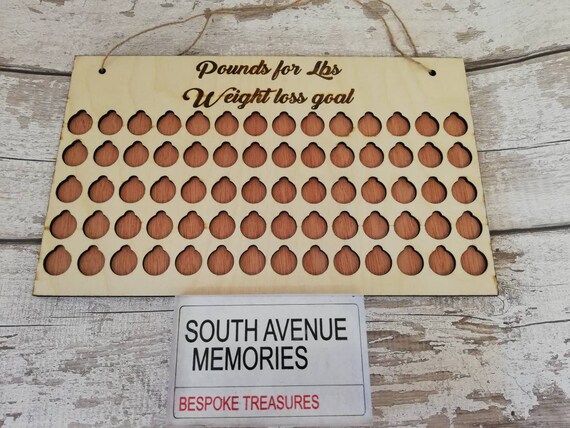 Pounds for Lbs
Weight loss goal
SOUTH AVENUE
MEMORIES
BESPOKE TREASURES